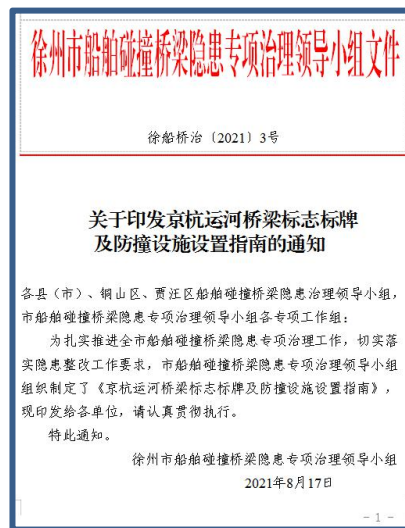 徐州市船舶碰撞桥梁隐患专项治理领导小组文件
徐船桥治〔2021〕3号
关于印发京杭运河桥梁标志标牌
及防撞设施设置指南的通知
各县（市）、铜山区、贾汪区船舶碰撞桥梁隐患治理领导小组，
市船舶碰撞桥梁隐患专项治理领导小组各专项工作组：
为扎实推进全市船舶碰撞桥梁隐患专项治理工作，切实落
实隐患整改工作要求，市船舶碰撞桥梁隐患专项治理领导小组
组织制定了《京杭运河桥梁标志标牌及防撞设施设置指南》，
现印发给各单位，请认真贯彻执行。
特此通知。
徐州市船舶碰撞桥梁隐患专项治理领导小组
2021年8月17日
- 1 -